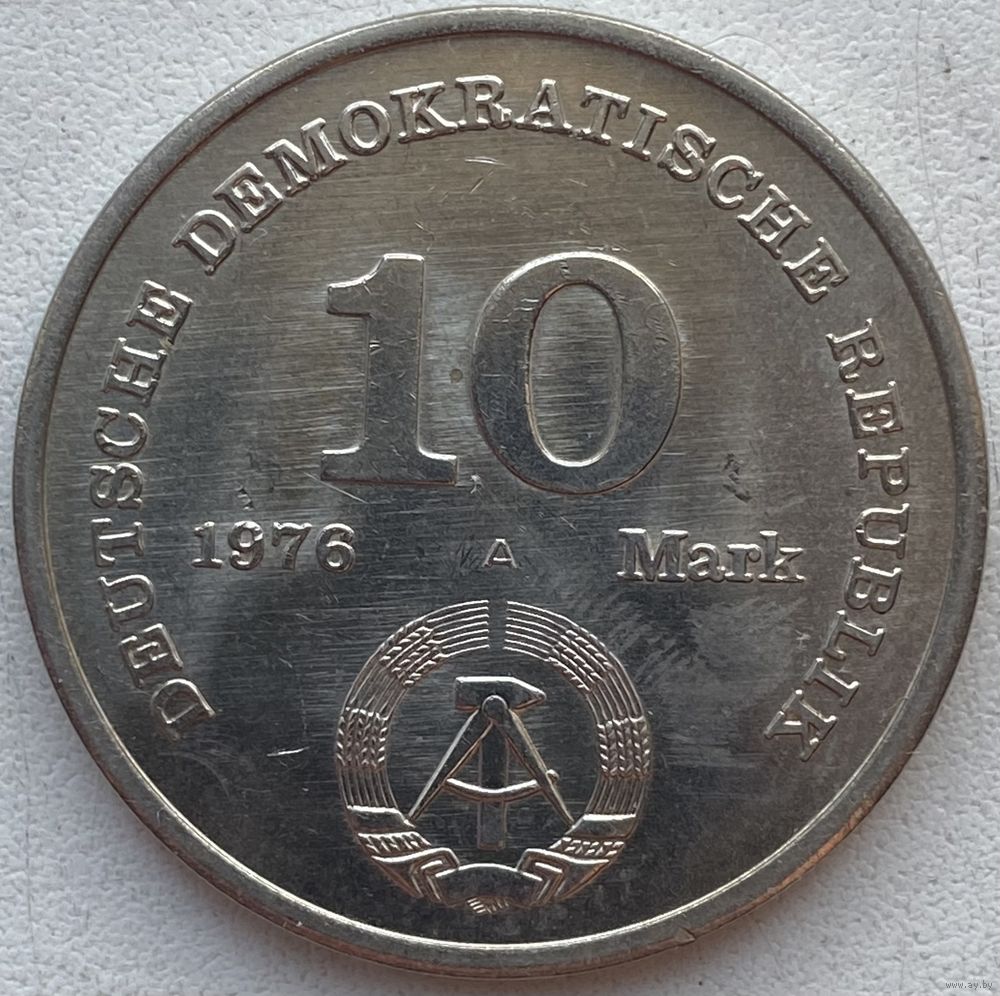 DEUTSCHE DEMOKRATISCHE REPUBLIK
10
1976 A Mark
www.ay.by